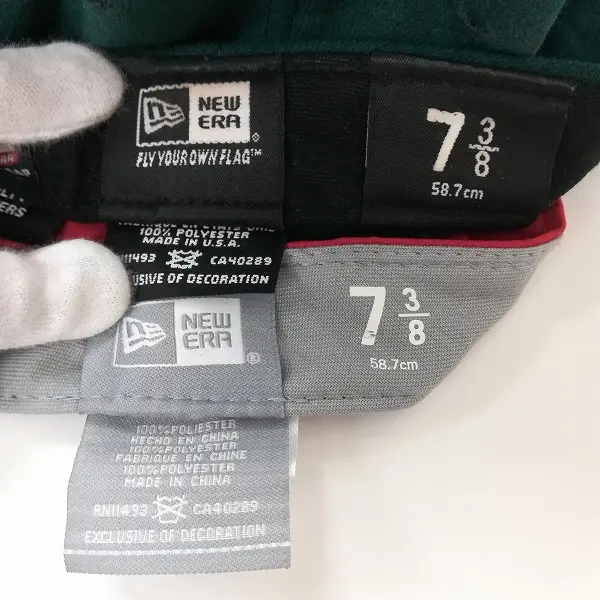 NEW
ERA
FLY YOUR OWN FLAG™
7 3/8
58.7cm
100% POLYESTER
MADE IN U.S.A.
CA40289
OF DECORATION
7 3/8
58.7cm
NEW
ERA®
100%POLIESTER
HECHO EN CHINA
100%POLYESTER
FABRIQUE EN CHINE
100%POLYESTER
MADE IN CHINA
RN11493 CA40289
EXCLUSIVE OF DECORATION